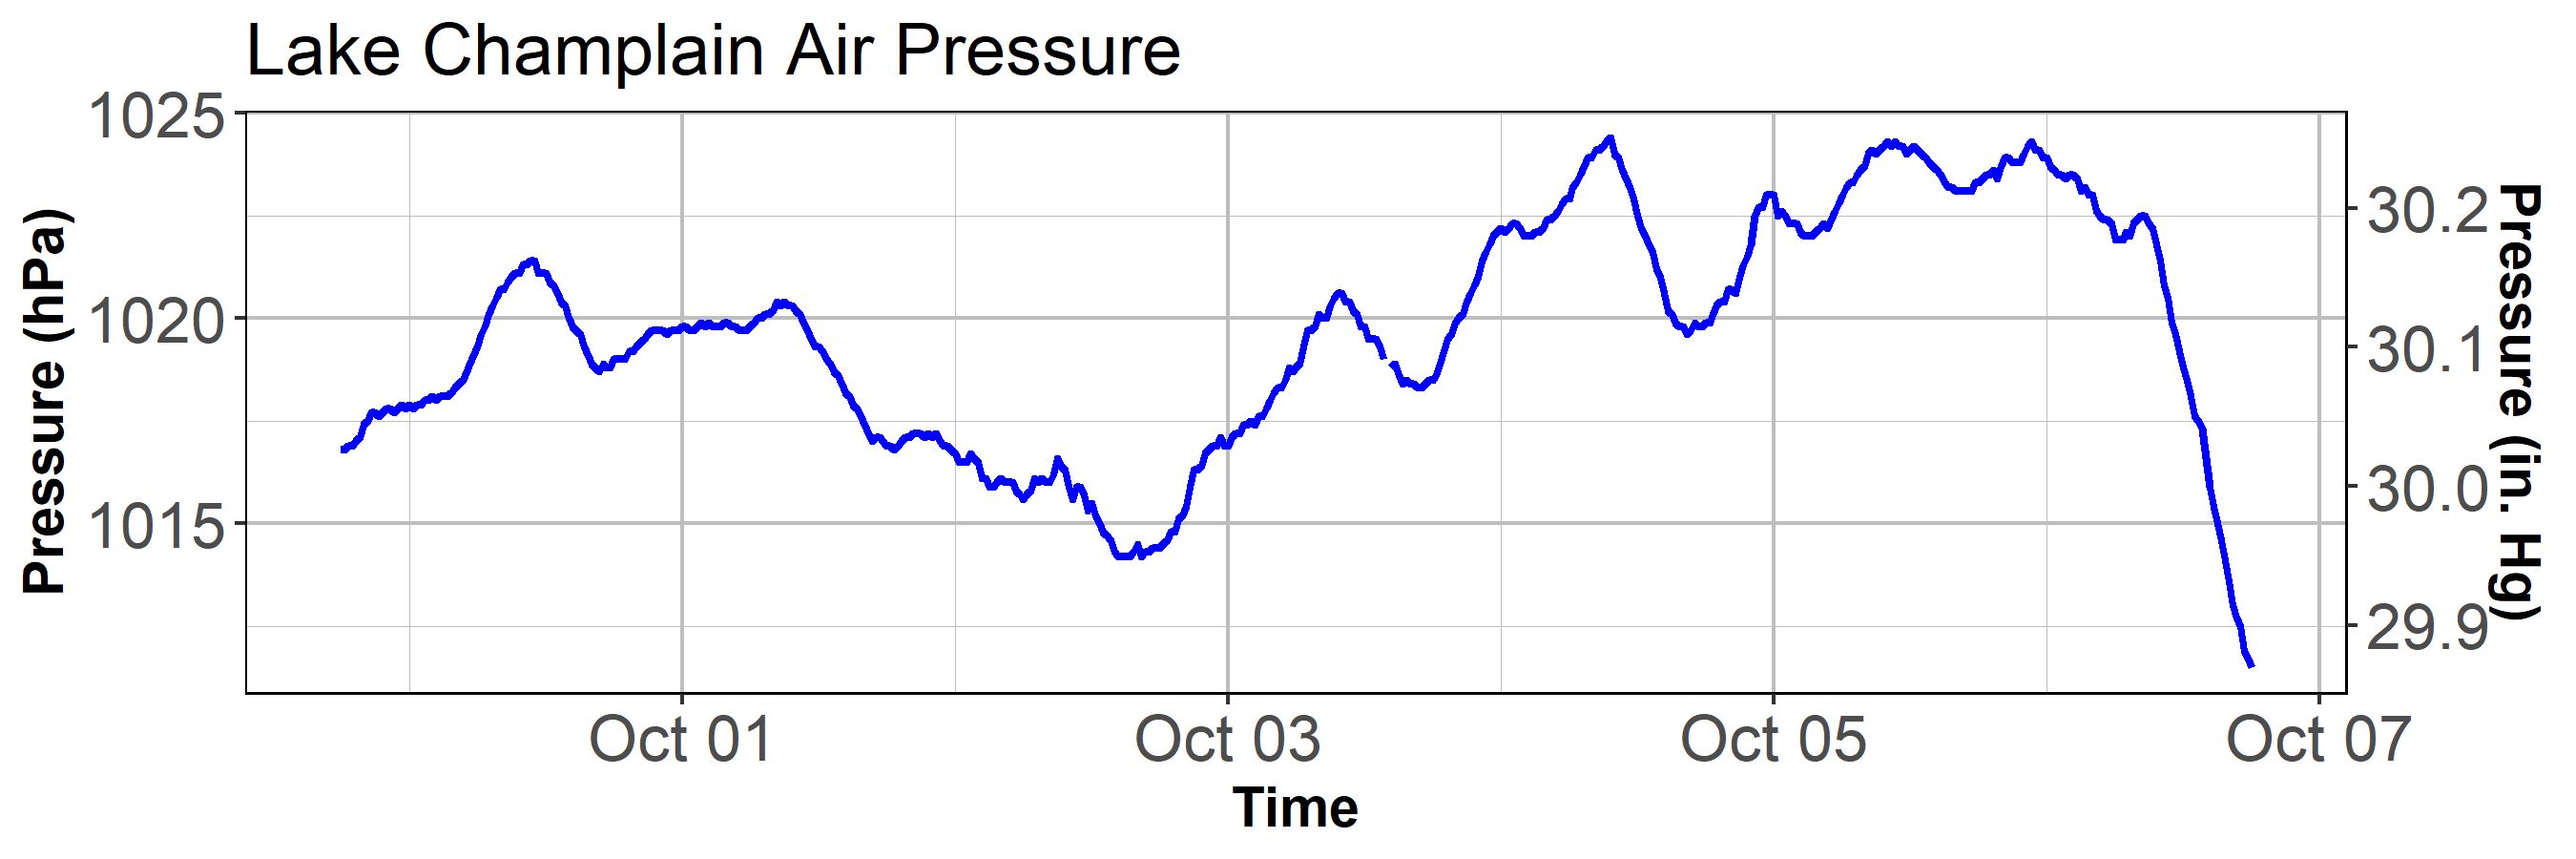 Lake Champlain Air Pressure
1025
1020
1015
Pressure (hPa)
30.2
30.1
30.0
29.9
Pressure (in. Hg)
Oct 01
Oct 03
Oct 05
Oct 07
Time